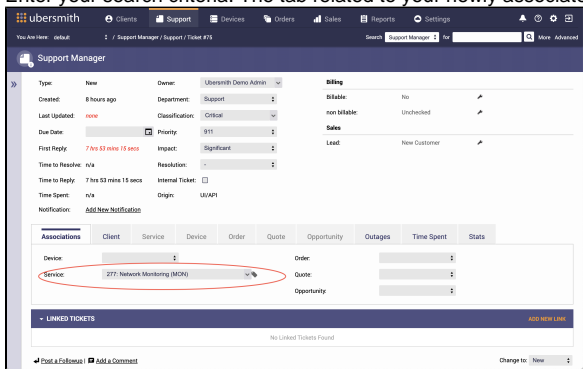 Enter your search criteria. The tab related to your newly associate
ubersmith Clients Support Devices Orders Sales Reports Settings
You Are Here: default / Support Manager / Support / Ticket #75 Search Support Manager for More Advanced
Support Manager
Type: New Owner: Ubersmith Demo Admin Billing
Created: 8 hours ago Department: Support Billable: No
Last Updated: none Classification: Critical non billable: Unchecked
Due Date: Priority: 911 Sales
First Reply: 7 hrs 53 mins 15 secs Impact: Significant Lead: New Customer
Time to Resolve: n/a Resolution: -
Time to Reply: 7 hrs 53 mins 15 secs Internal Ticket:
Time Spent: n/a Origin: UI/API
Notification: Add New Notification
Associations Client Service Device Order Quote Opportunity Outages Time Spent Stats
Device: Order:
Service: 277: Network Monitoring (MON) Quote:
Opportunity:
LINKED TICKETS ADD NEW LINK
No Linked Tickets Found
Post a Followup | Add a Comment Change to: New